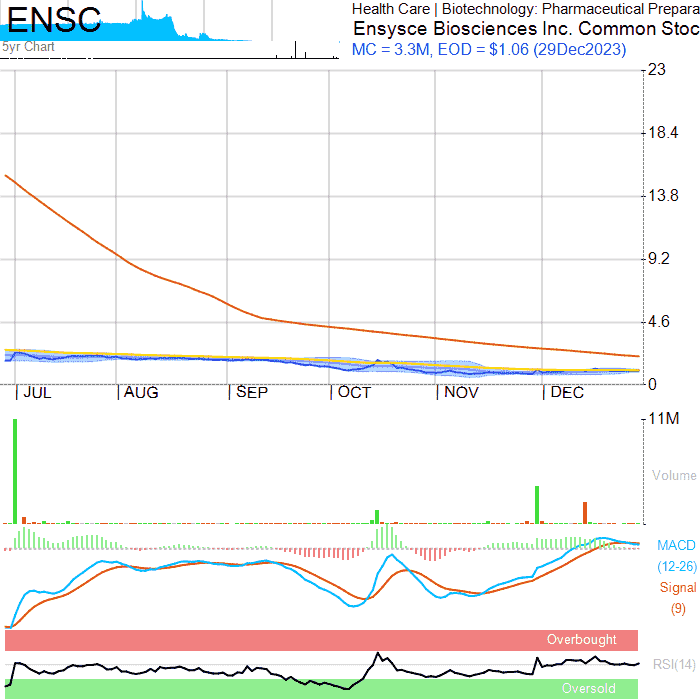 ENSC
Health Care | Biotechnology: Pharmaceutical Prepara
Ensysce Biosciences Inc. Common Stoc
5yr Chart
MC = 3.3M, EOD = $1.06 (29Dec2023)
23
18.4
13.8
9.2
4.6
0
JUL AUG SEP OCT NOV DEC
11M
Volume
MACD
(12-26)
Signal
(9)
Overbought
RSI(14)
Oversold